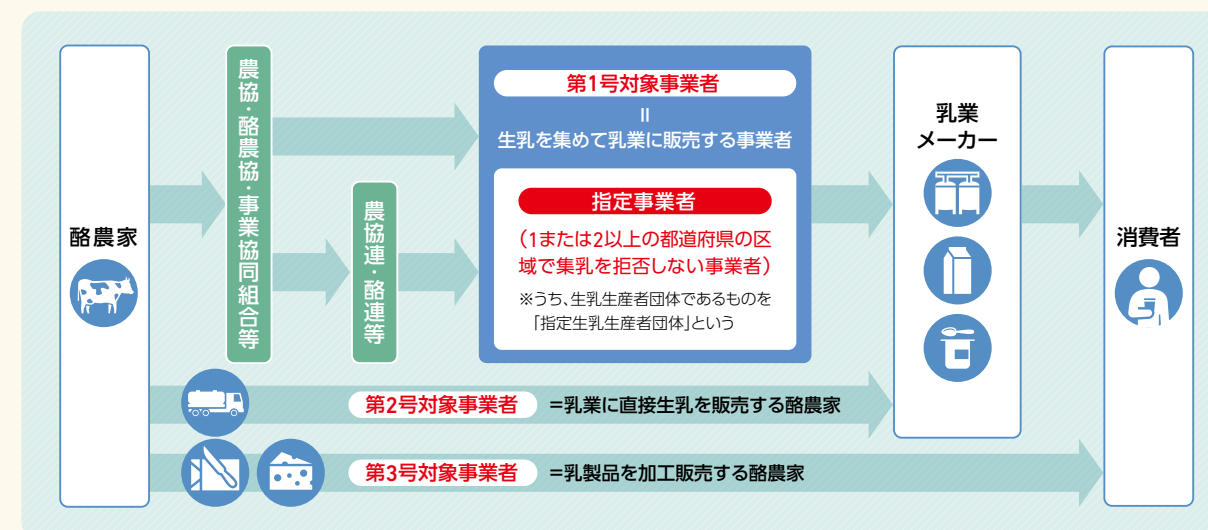 酪農家
農協・酪農協・事業協同組合等
農協連・酪連等
第1号対象事業者
＝
生乳を集めて乳業に販売する事業者
指定事業者
（1または2以上の都道府県の区
域で集乳を拒否しない事業者）
※うち、生乳生産者団体であるものを
「指定生乳生産者団体」という
乳業
メーカー
消費者
第2号対象事業者 ＝乳業に直接生乳を販売する酪農家
第3号対象事業者 ＝乳製品を加工販売する酪農家